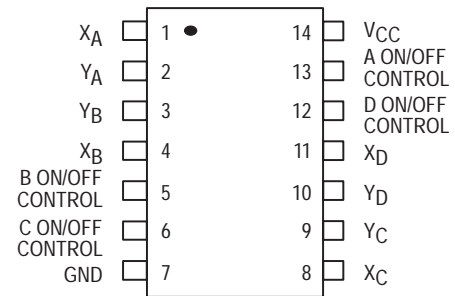 XA 1 14 VCC
YA 2 13 A ON/OFF
CONTROL
YB 3 12 D ON/OFF
CONTROL
XB 4 11 XD
B ON/OFF
CONTROL 5 10 YD
C ON/OFF
CONTROL 6 9 YC
GND 7 8 XC